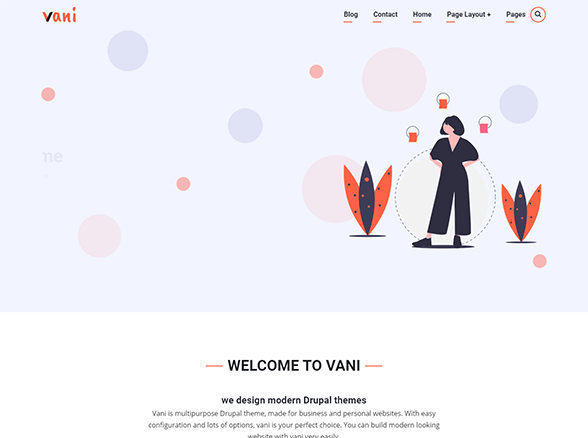 vani
Blog Contact Home Page Layout + Pages
me
WELCOME TO VANI
we design modern Drupal themes
Vani is multipurpose Drupal theme, made for business and personal websites. With easy
configuration and lots of options, vani is your perfect choice. You can build modern looking
website with vani very easily.